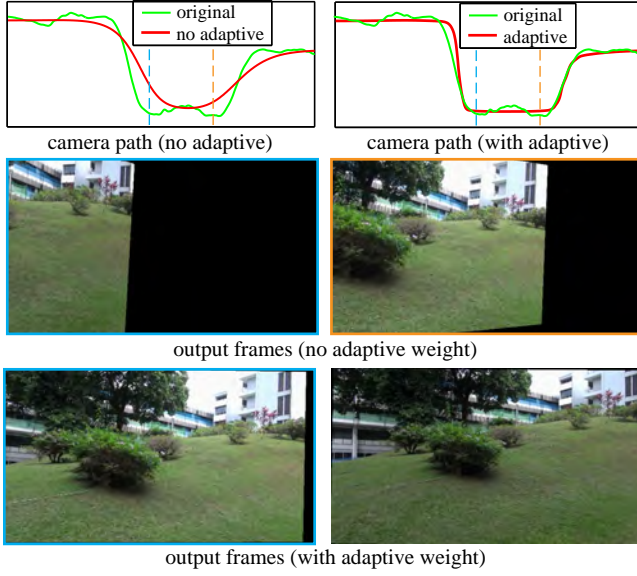 original
no adaptive
original
adaptive
camera path (no adaptive)
camera path (with adaptive)
output frames (no adaptive weight)
output frames (with adaptive weight)